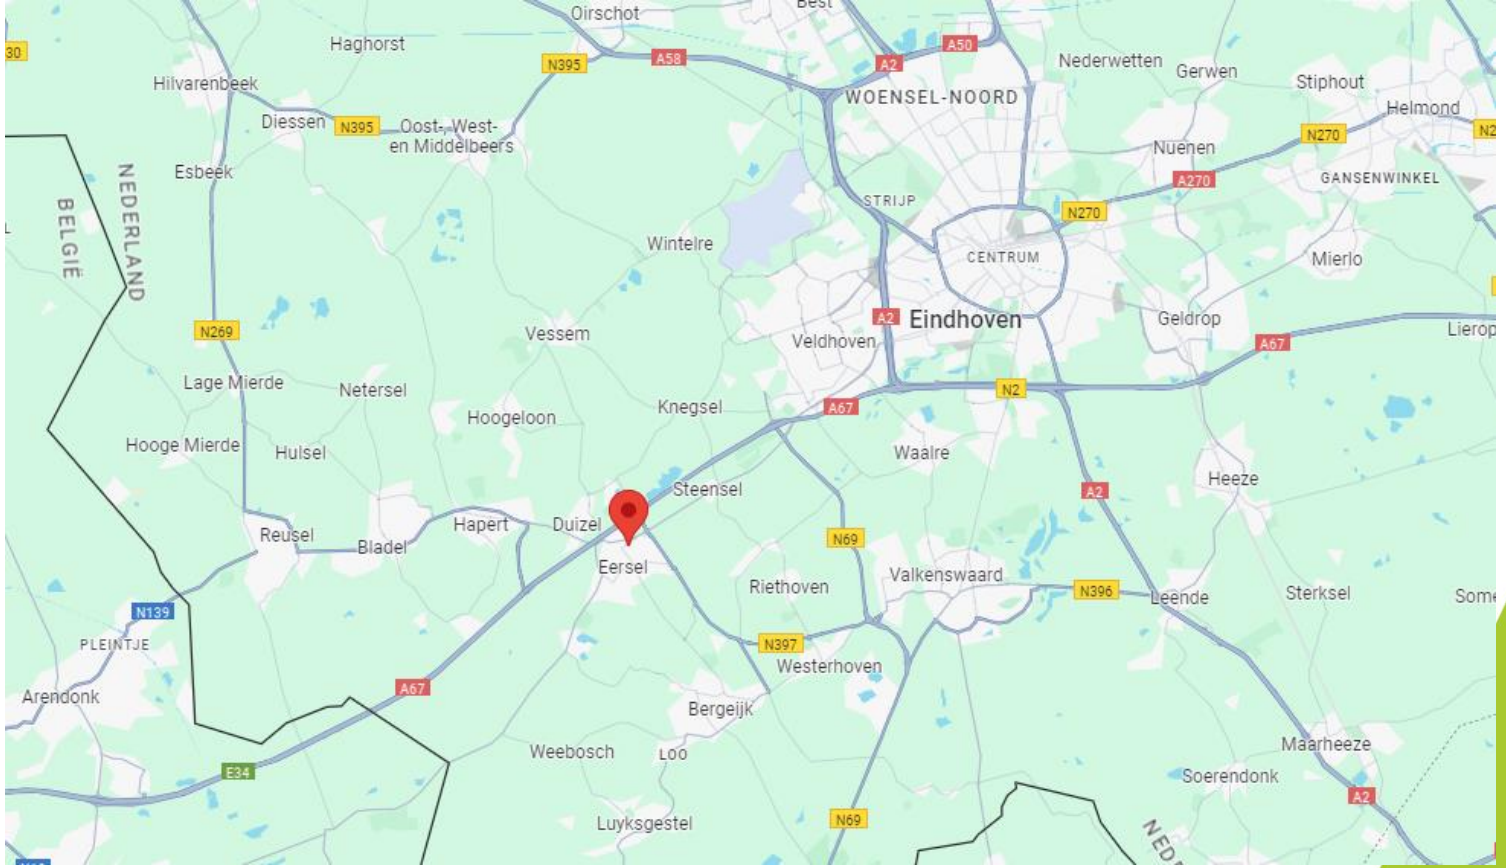 Oirschot
Best
Haghorst
A50
30
N395
A58
A2
Nederwetten
Gerwen
Stiphout
Hilvarenbeek
WOENSEL-NOORD
Helmond
Diessen
N395
Oost-, West-
en Middelbeers
N270
N2
Nuenen
Esbeek
A270
GANSENWINKEL
NEDERLAND
BELGIË
L
STRIJP
N270
Wintelre
CENTRUM
Mierlo
N269
Vessem
A2
Eindhoven
Geldrop
Veldhoven
A67
Lierop
Lage Mierde
Netersel
N2
Hoogeloon
Knegsel
A67
Hooge Mierde
Hulsel
Waalre
Steensel
A2
Heeze
Hapert
Duizel
Reusel
Bladel
N69
Eersel
Riethoven
Valkenswaard
N396
Leende
Sterksel
Some
N139
PLEINTJE
N397
Westerhoven
Arendonk
A67
Bergeijk
Weebosch
LOO
Maarheeze
E34
Soerendonk
A2
Luyksgestel
N69
NED